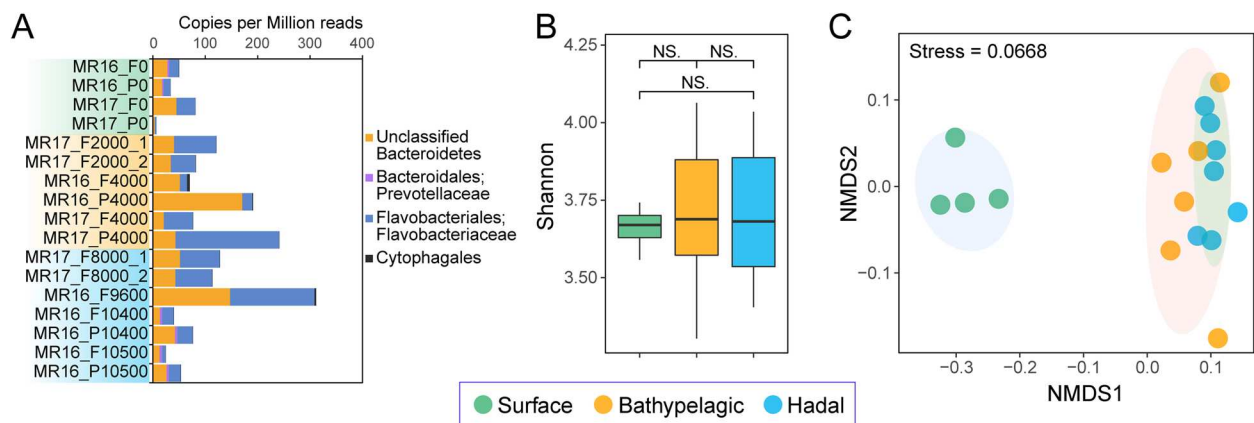 A
Copies per Million reads
0 100 200 300 400
MR16_F0
MR16_P0
MR17_F0
MR17_P0
MR17_F2000_1
MR17_F2000_2
MR16_F4000
MR16_P4000
MR17_F4000
MR17_P4000
MR17_F8000_1
MR17_F8000_2
MR16_F9600
MR16_F10400
MR16_P10400
MR16_F10500
MR16_P10500
Unclassified
Bacteroidetes
Bacteroidales;
Prevotellaceae
Flavobacteriales;
Flavobacteriaceae
Cytophagales
B
Shannon
4.25
4.00
3.75
3.50
NS. NS.
NS.
C
Stress = 0.0668
NMDS2
0.1
0.0
−0.1
−0.3 −0.2 −0.1 0.0 0.1
NMDS1
Surface Bathypelagic Hadal